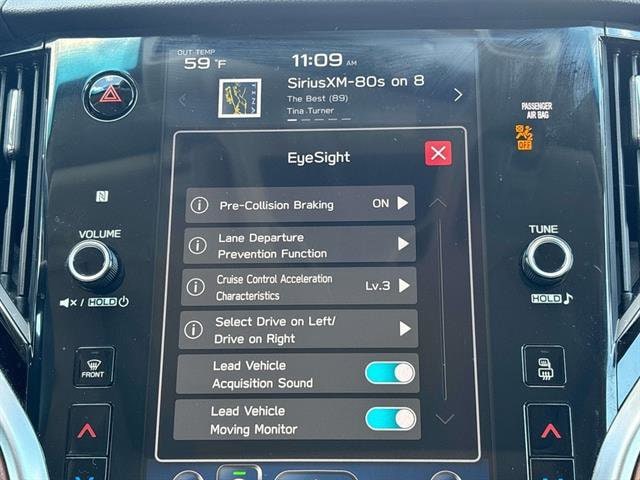 OUT TEMP
59 °F
11:09 AM
SiriusXM-80s on 8
The Best (89)
Tina Turner
PASSENGER
AIR BAG
OFF
EyeSight
Pre-Collision Braking ON
Lane Departure
Prevention Function
Cruise Control Acceleration
Characteristics Lv.3
Select Drive on Left/
Drive on Right
Lead Vehicle
Acquisition Sound
Lead Vehicle
Moving Monitor
VOLUME
/ HOLD
FRONT
TUNE
HOLD